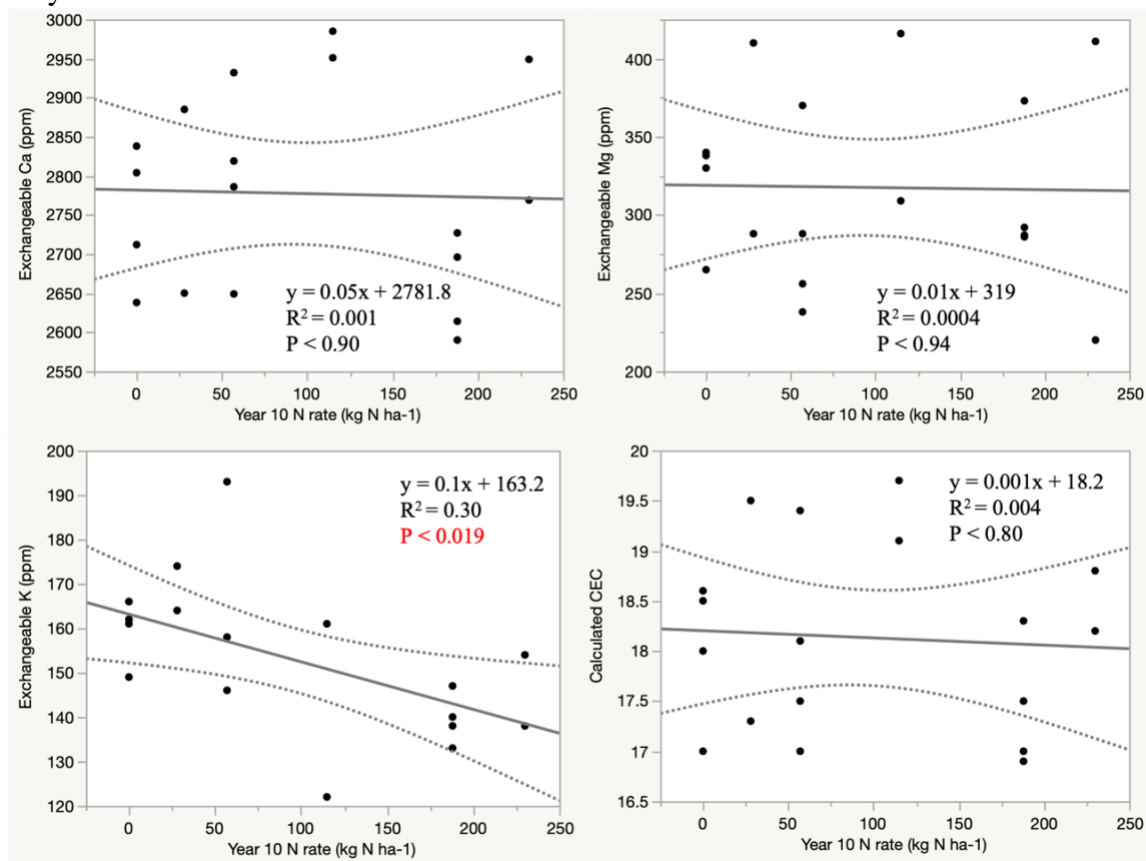 3000
2950
2900
2850
2800
2750
2700
2650
2600
2550
Exchangeable Ca (ppm)
y = 0.05x + 2781.8
R² = 0.001
P < 0.90
0 50 100 150 200 250
Year 10 N rate (kg N ha-1)
400
350
300
250
200
Exchangeable Mg (ppm)
y = 0.01x + 319
R² = 0.0004
P < 0.94
0 50 100 150 200 250
Year 10 N rate (kg N ha-1)
200
190
180
170
160
150
140
130
120
Exchangeable K (ppm)
y = 0.1x + 163.2
R² = 0.30
P < 0.019
0 50 100 150 200 250
Year 10 N rate (kg N ha-1)
20
19.5
19
18.5
18
17.5
17
16.5
Calculated CEC
y = 0.001x + 18.2
R² = 0.004
P < 0.80
0 50 100 150 200 250
Year 10 N rate (kg N ha-1)